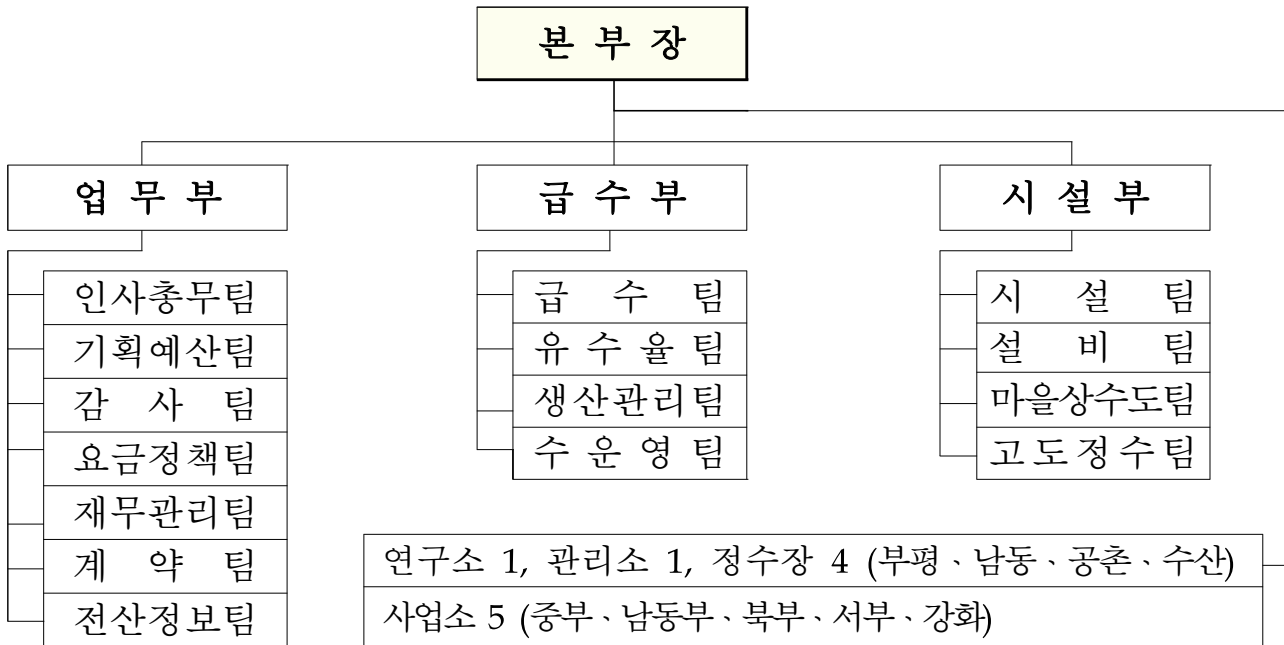 본 부 장
업 무 부
급 수 부
시 설 부
인사총무팀
기획예산팀
감 사 팀
요금정책팀
재무관리팀
계 약 팀
전산정보팀
급 수 팀
유 수 율 팀
생산관리팀
수 운 영 팀
시 설 팀
설 비 팀
마을상수도팀
고도정수팀
연구소 1, 관리소 1, 정수장 4 (부평、남동、공촌、수산)
사업소 5 (중부、남동부、북부、서부、강화)